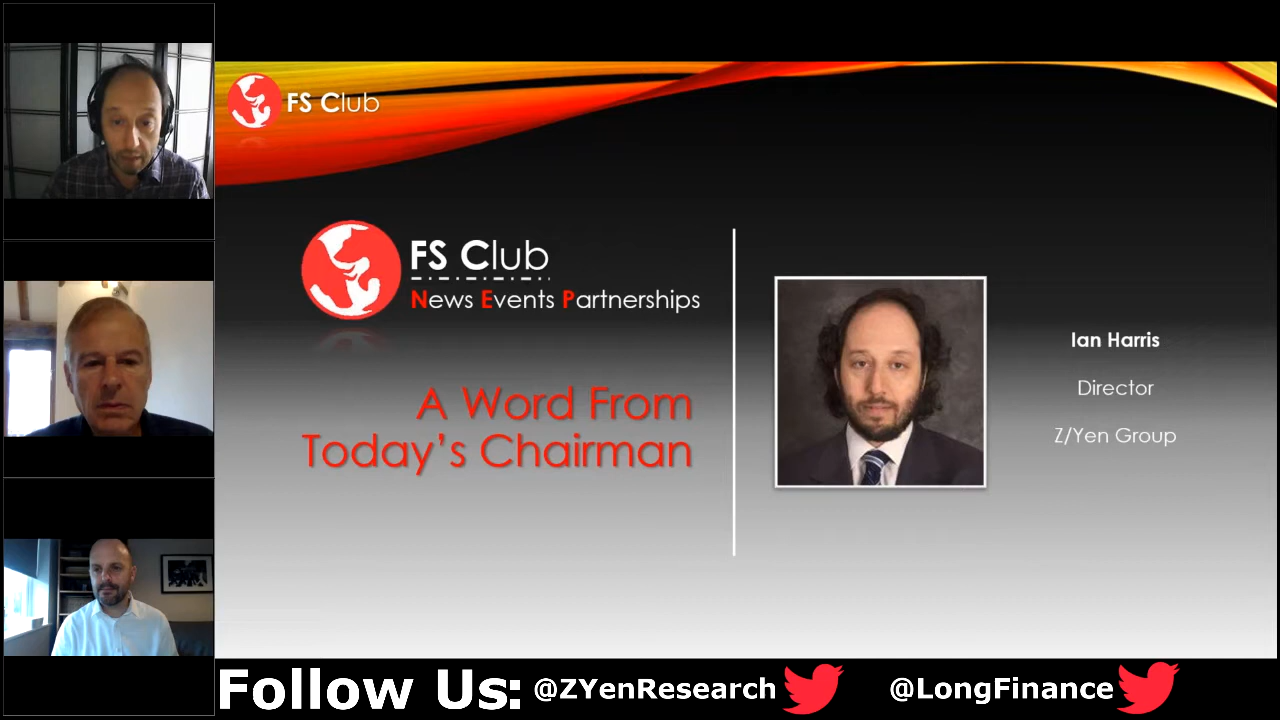 FS Club
FS Club
News Events Partnerships
A Word From
Today's Chairman
Ian Harris
Director
Z/Yen Group
Follow Us: @ZYenResearch @LongFinance